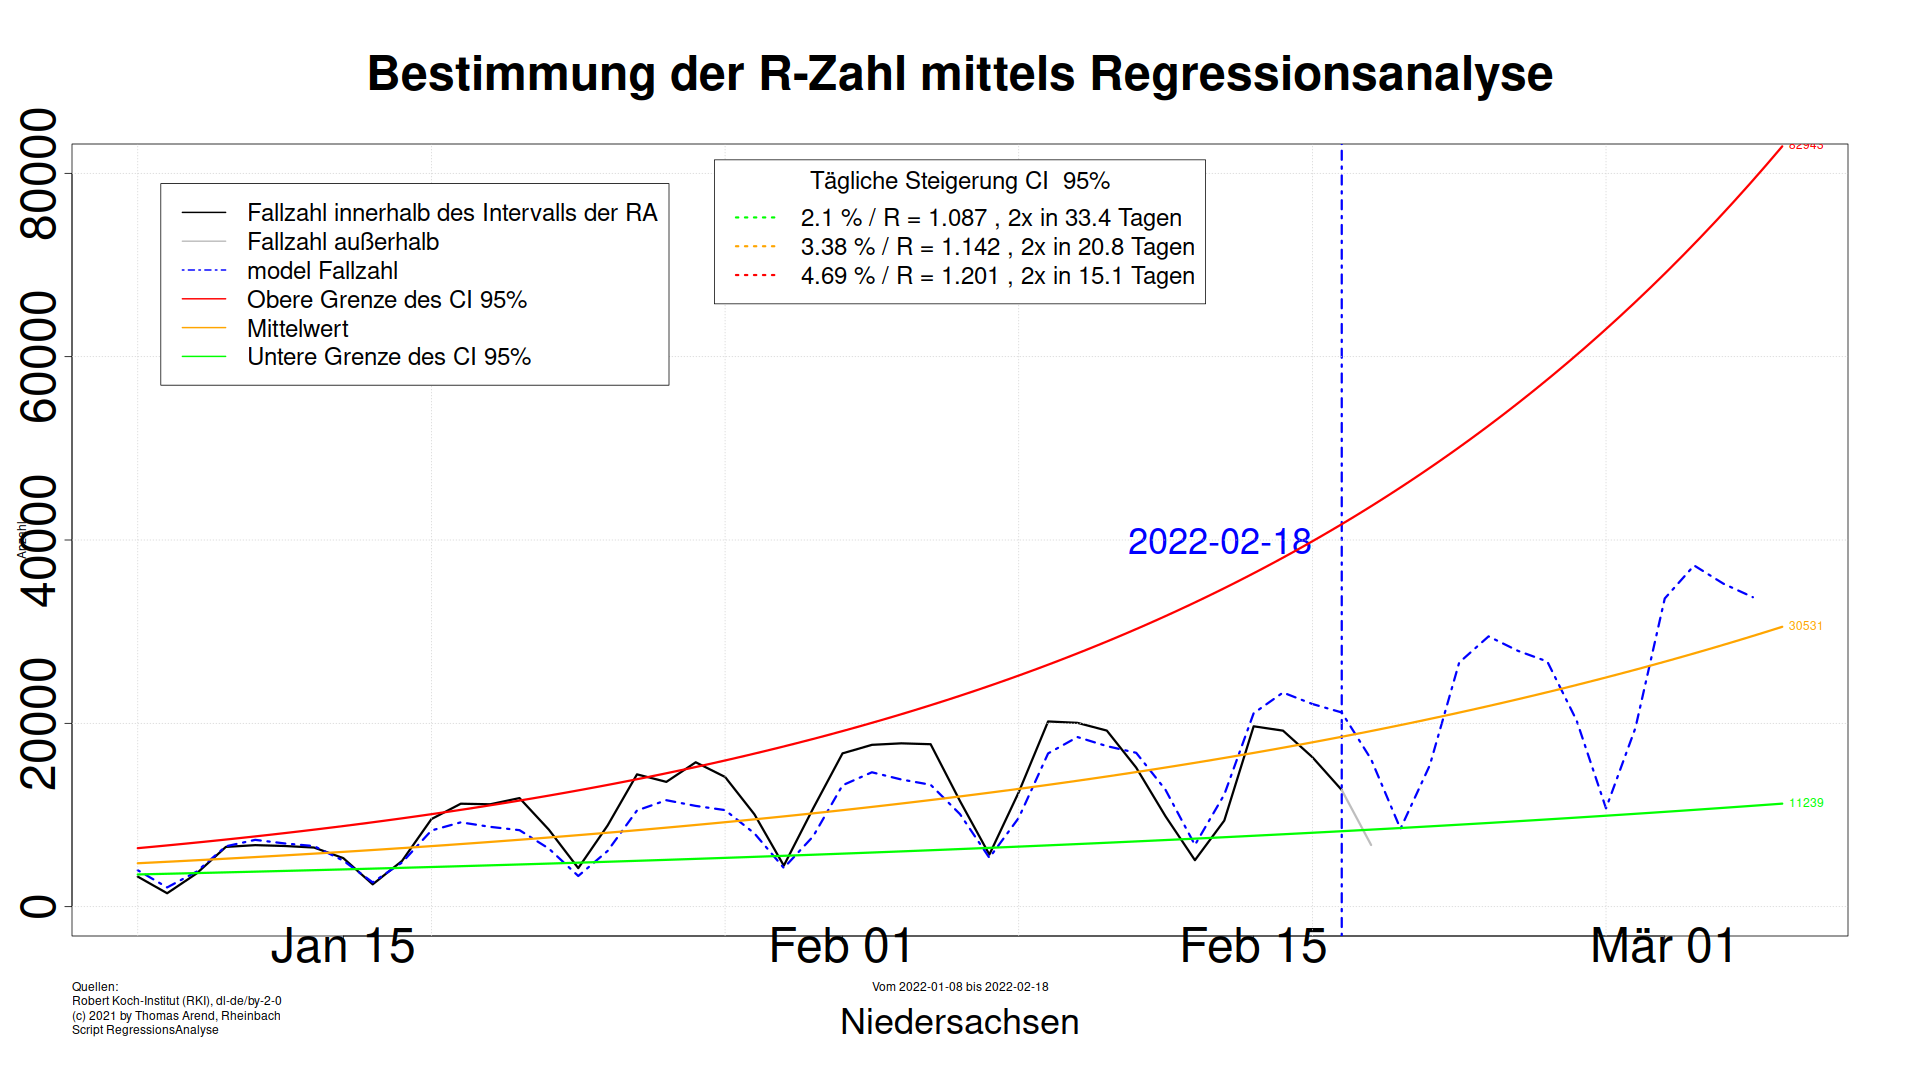 Bestimmung der R-Zahl mittels Regressionsanalyse
80000
60000
40000
20000
0
Anzahl
Fallzahl innerhalb des Intervalls der RA
Fallzahl außerhalb
model Fallzahl
Obere Grenze des CI 95%
Mittelwert
Untere Grenze des CI 95%
Tägliche Steigerung CI 95%
2.1 % / R = 1.087 , 2x in 33.4 Tagen
3.38 % / R = 1.142 , 2x in 20.8 Tagen
4.69 % / R = 1.201 , 2x in 15.1 Tagen
82943
2022-02-18
30531
11239
Jan 15
Feb 01
Feb 15
Mär 01
Quellen:
Robert Koch-Institut (RKI), dl-de/by-2-0
(c) 2021 by Thomas Arend, Rheinbach
Script RegressionsAnalyse
Vom 2022-01-08 bis 2022-02-18
Niedersachsen